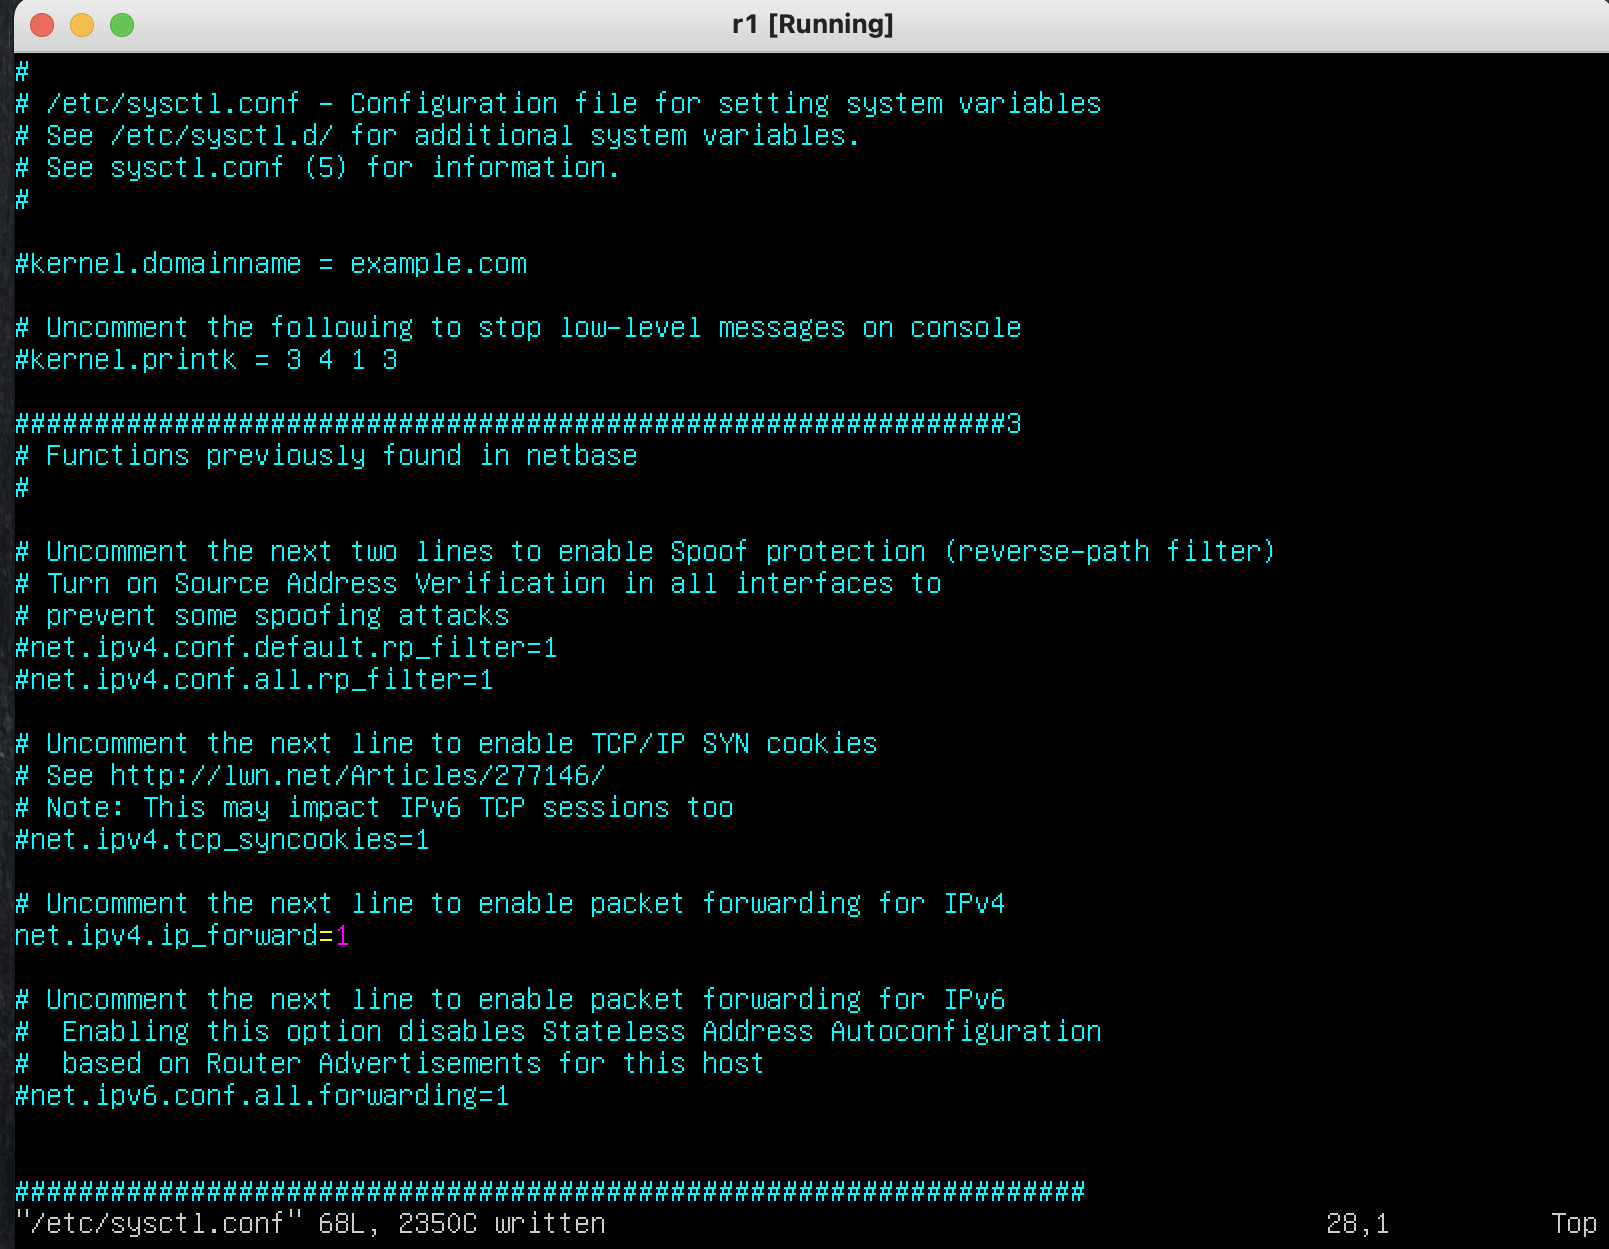 r1 [Running]
#
# /etc/sysctl.conf - Configuration file for setting system variables
# See /etc/sysctl.d/ for additional system variables.
# See sysctl.conf (5) for information.
#
#kernel.domainname = example.com
# Uncomment the following to stop low-level messages on console
#kernel.printk = 3 4 1 3
##############################################################3
# Functions previously found in netbase
#
# Uncomment the next two lines to enable Spoof protection (reverse-path filter)
# Turn on Source Address Verification in all interfaces to
# prevent some spoofing attacks
#net.ipv4.conf.default.rp_filter=1
#net.ipv4.conf.all.rp_filter=1
# Uncomment the next line to enable TCP/IP SYN cookies
# See http://lwn.net/Articles/277146/
# Note: This may impact IPv6 TCP sessions too
#net.ipv4.tcp_syncookies=1
# Uncomment the next line to enable packet forwarding for IPv4
net.ipv4.ip_forward=1
# Uncomment the next line to enable packet forwarding for IPv6
#  Enabling this option disables Stateless Address Autoconfiguration
#  based on Router Advertisements for this host
#net.ipv6.conf.all.forwarding=1
###################################################################
"/etc/sysctl.conf" 68L, 2350C written 28,1 Top